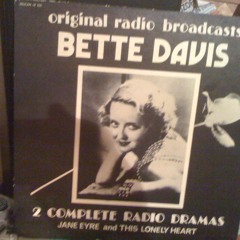 original radio broadcasts
BETTE DAVIS
2 COMPLETE RADIO DRAMAS
JANE EYRE and THIS LONELY HEART